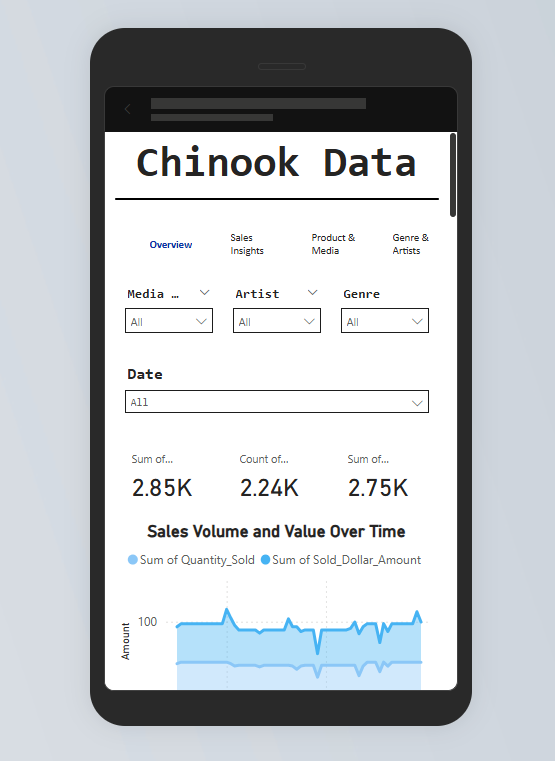 Chinook Data
Overview
Sales
Insights
Product &
Media
Genre &
Artists
Media …
Artist
Genre
All
All
All
Date
All
Sum of...
Count of...
Sum of...
2.85K
2.24K
2.75K
Sales Volume and Value Over Time
Sum of Quantity_Sold
Sum of Sold_Dollar_Amount
100
Amount